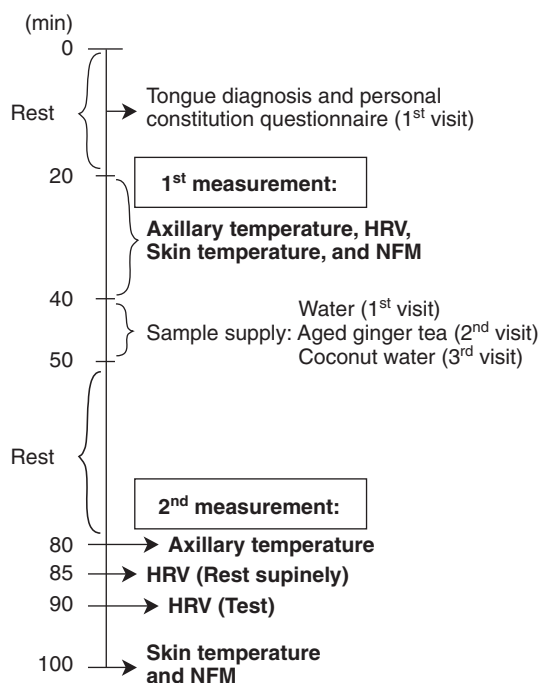 (min)
0
Rest
Tongue diagnosis and personal
constitution questionnaire (1st visit)
20
1st measurement:
Axillary temperature, HRV,
Skin temperature, and NFM
40
Water (1st visit)
Sample supply: Aged ginger tea (2nd visit)
Coconut water (3rd visit)
50
Rest
2nd measurement:
80 Axillary temperature
85 HRV (Rest supinely)
90 HRV (Test)
100 Skin temperature
and NFM